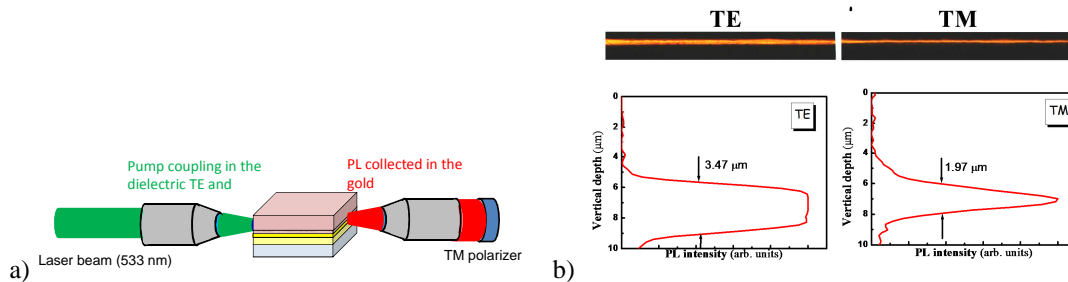 Pump coupling in the
dielectric TE and
PL collected in the
gold
Laser beam (533 nm)
TM polarizer
a)
TE
TM
0
2
4
6
8
10
Vertical depth (μm)
TE
3.47 μm
PL intensity (arb. units)
0
2
4
6
8
10
Vertical depth (μm)
TM
1.97 μm
PL intensity (arb. units)
b)